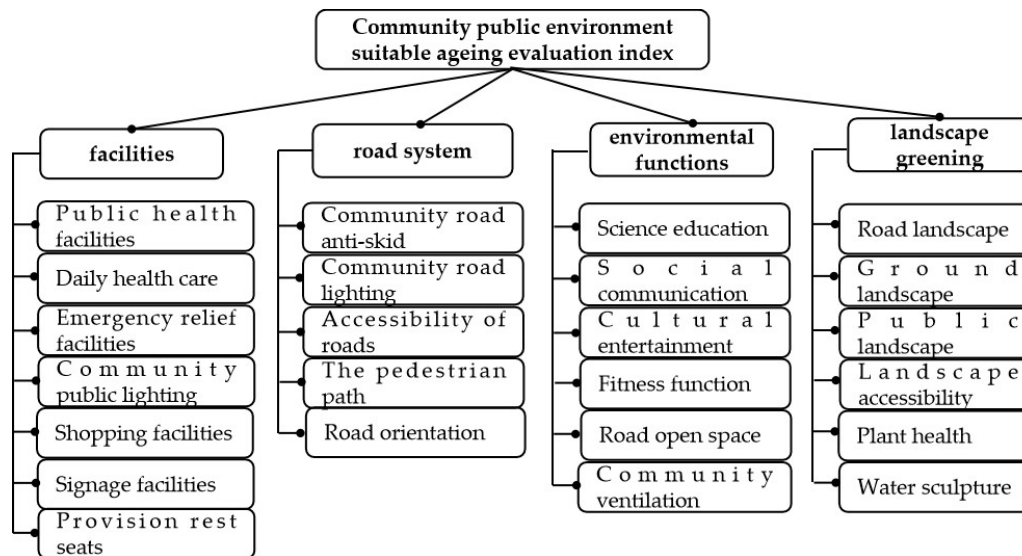 Community public environment
suitable ageing evaluation index
facilities
Public health
facilities
Daily health care
Emergency relief
facilities
Community
public lighting
Shopping facilities
Signage facilities
Provision rest
seats
road system
Community road
anti-skid
Community road
lighting
Accessibility of
roads
The pedestrian
path
Road orientation
environmental
functions
Science education
Social
communication
Cultural
entertainment
Fitness function
Road open space
Community
ventilation
landscape
greening
Road landscape
Ground
landscape
Public
landscape
Landscape
accessibility
Plant health
Water sculpture